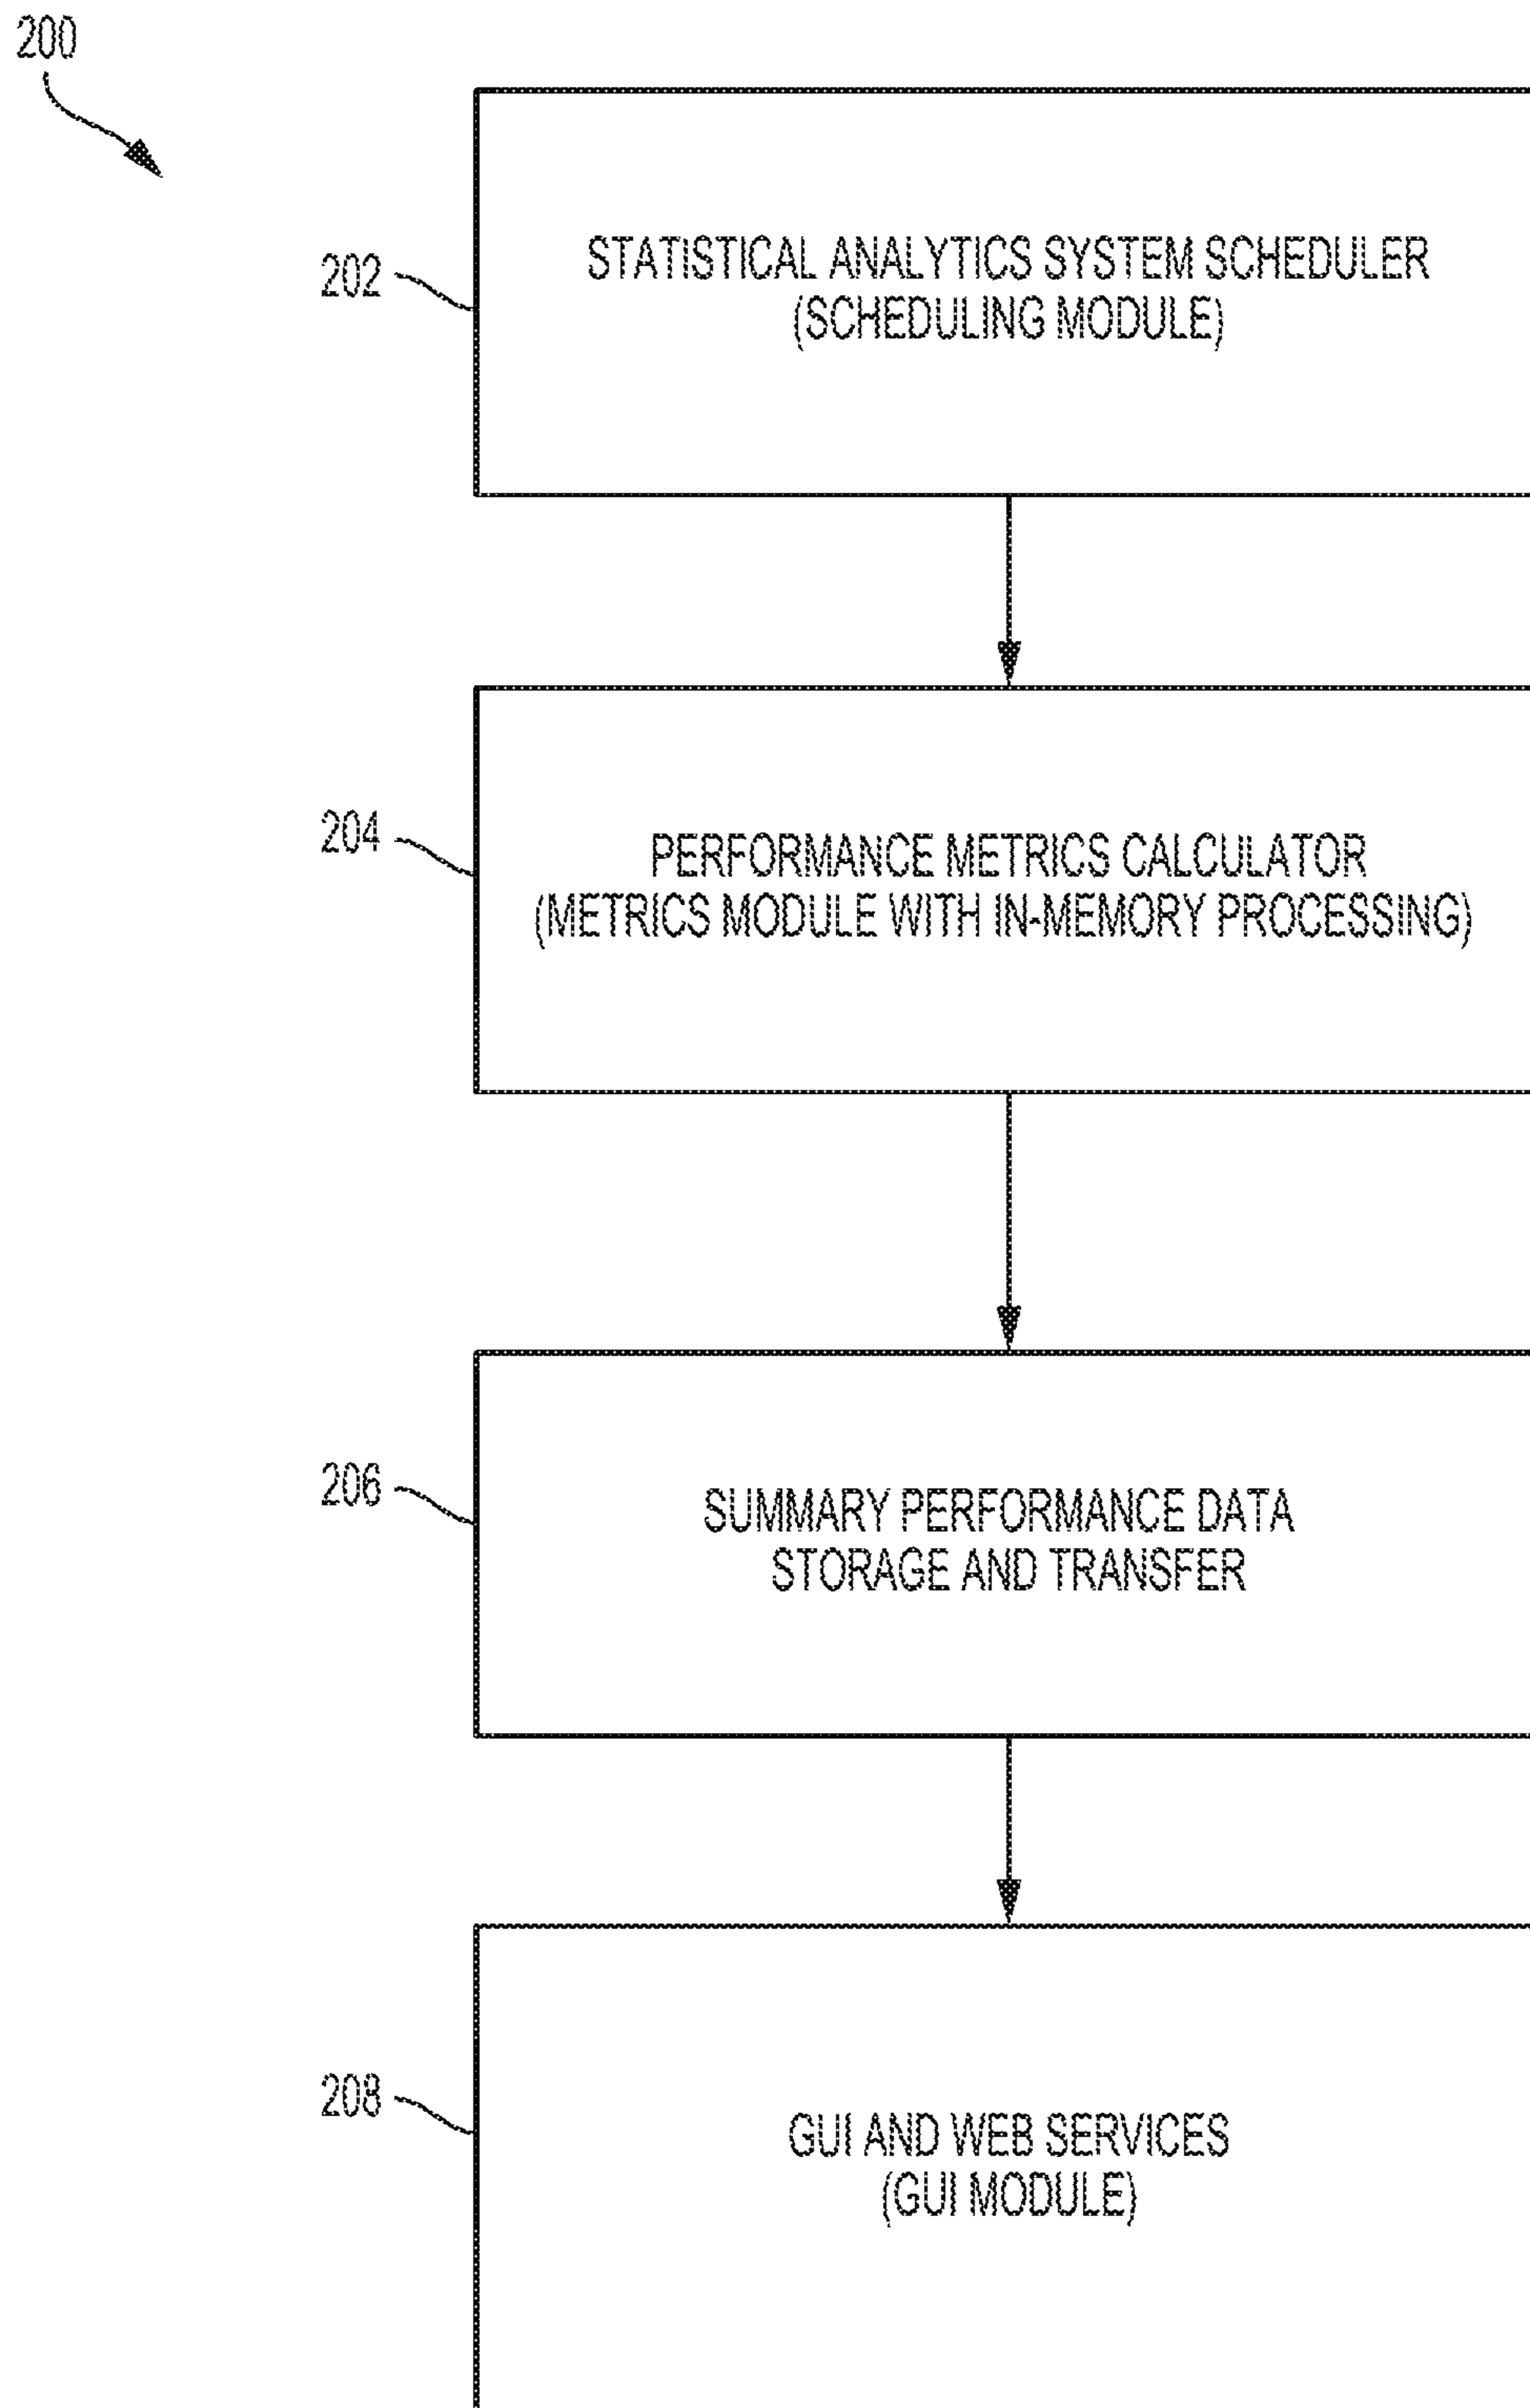 200
202
STATISTICAL ANALYTICS SYSTEM SCHEDULER
(SCHEDULING MODULE)
204
PERFORMANCE METRICS CALCULATOR
(METRICS MODULE WITH IN-MEMORY PROCESSING)
206
SUMMARY PERFORMANCE DATA
STORAGE AND TRANSFER
208
GUI AND WEB SERVICES
(GUI MODULE)